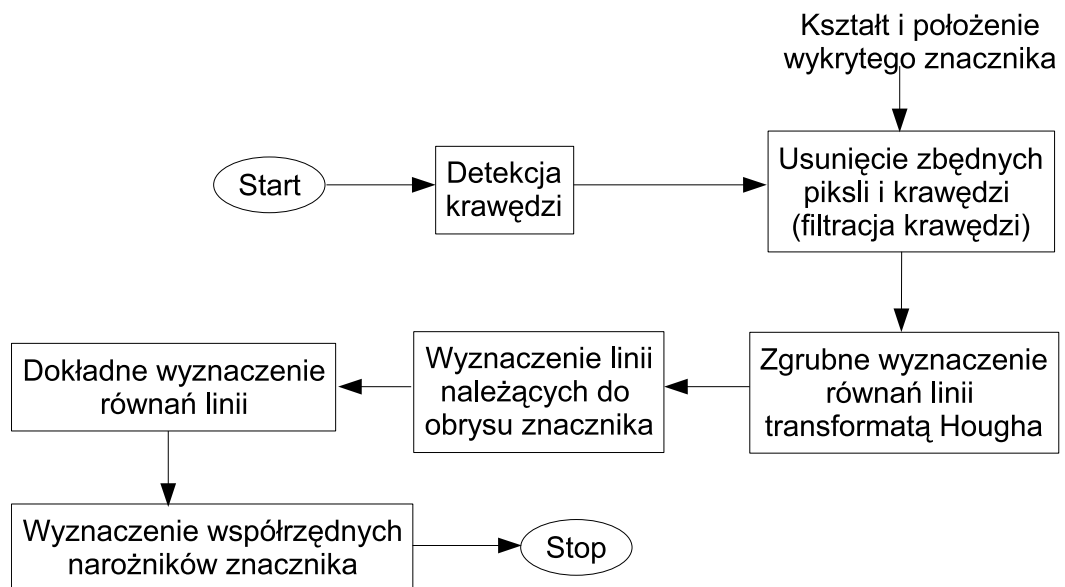 Kształt i położenie
wykrytego znacznika
Start
Detekcja
krawędzi
Usunięcie zbędnych
piksli i krawędzi
(filtracja krawędzi)
Zgrubne wyznaczenie
równań linii
transformatą Hougha
Wyznaczenie linii
należących do
obrysu znacznika
Dokładne wyznaczenie
równań linii
Wyznaczenie współrzędnych
narożników znacznika
Stop